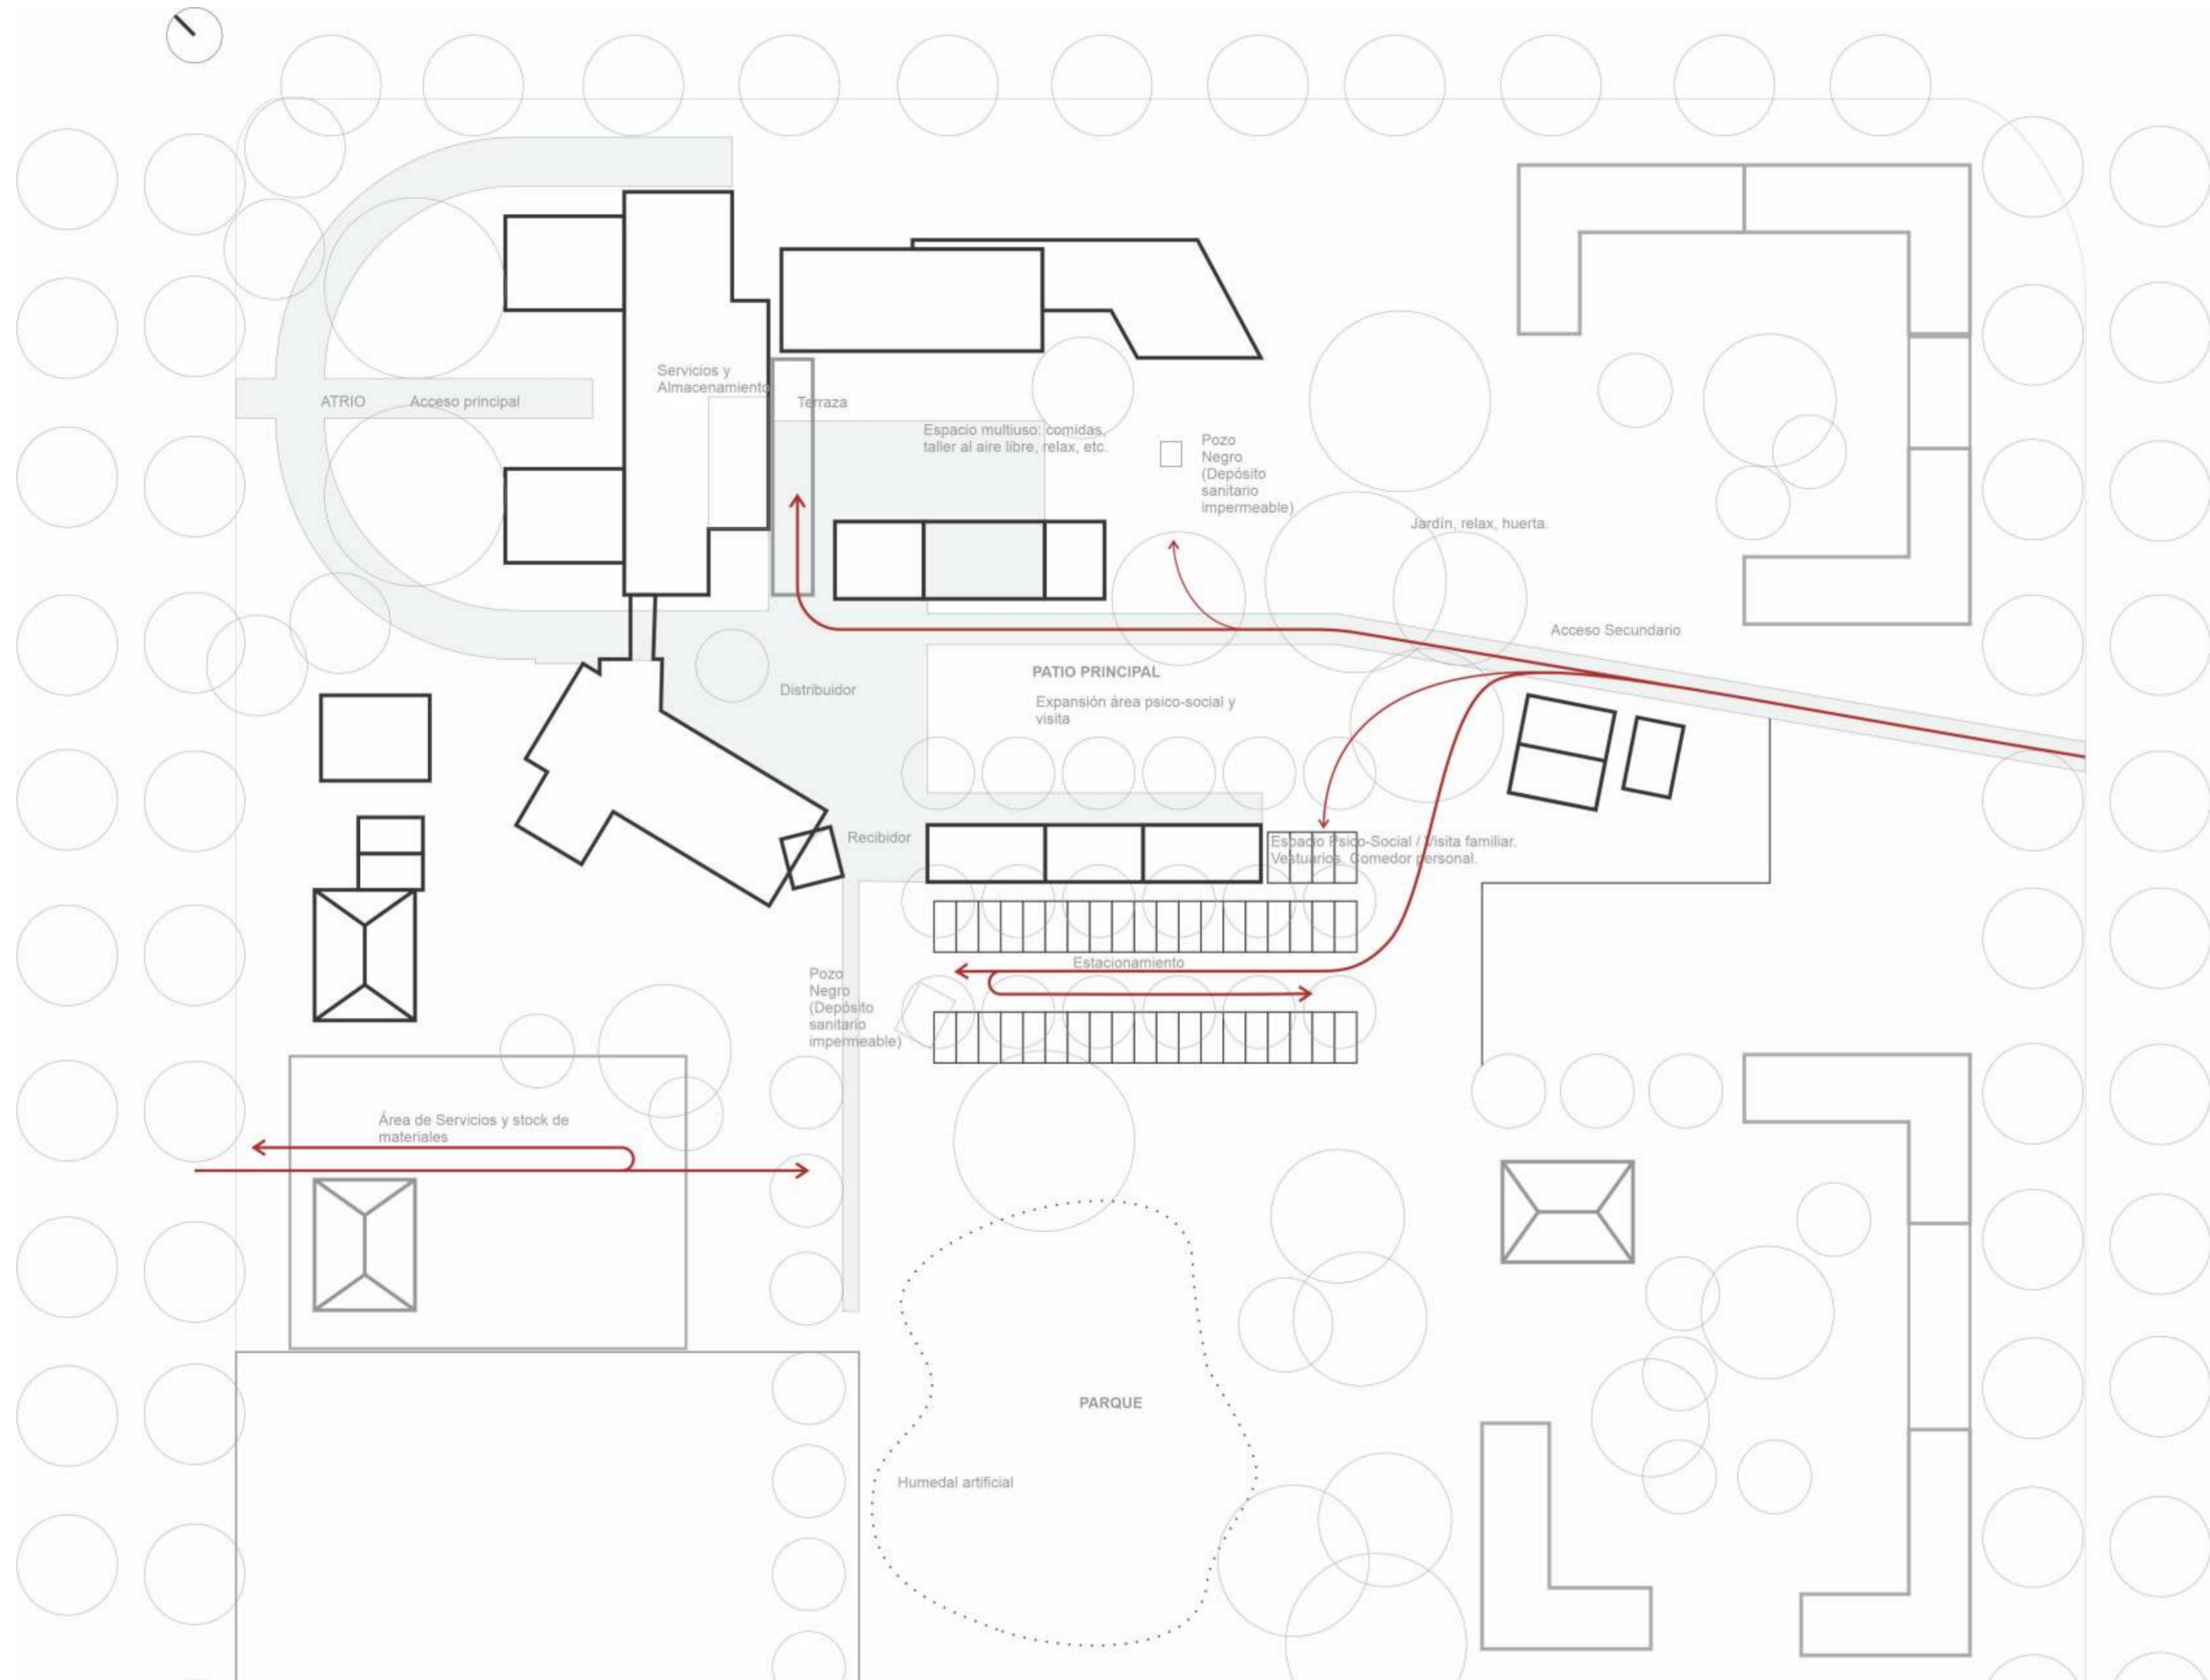 Servicios y
Almacenamiento
ATRIO
Acceso principal
Terraza
Espacio multiuso: comidas,
taller al aire libre, relax, etc.
Pozo
Negro
(Depósito
sanitario
impermeable)
Jardín, relax, huerta.
Acceso Secundario
PATIO PRINCIPAL
Distribuidor
Expansión área psico-social y
visita
Recibidor
Espacio Psico-Social / Visita familiar.
Vestuarios. Comedor personal.
Estacionamiento
Pozo
Negro
(Depósito
sanitario
impermeable)
Área de Servicios y stock de
materiales
PARQUE
Humedal artificial